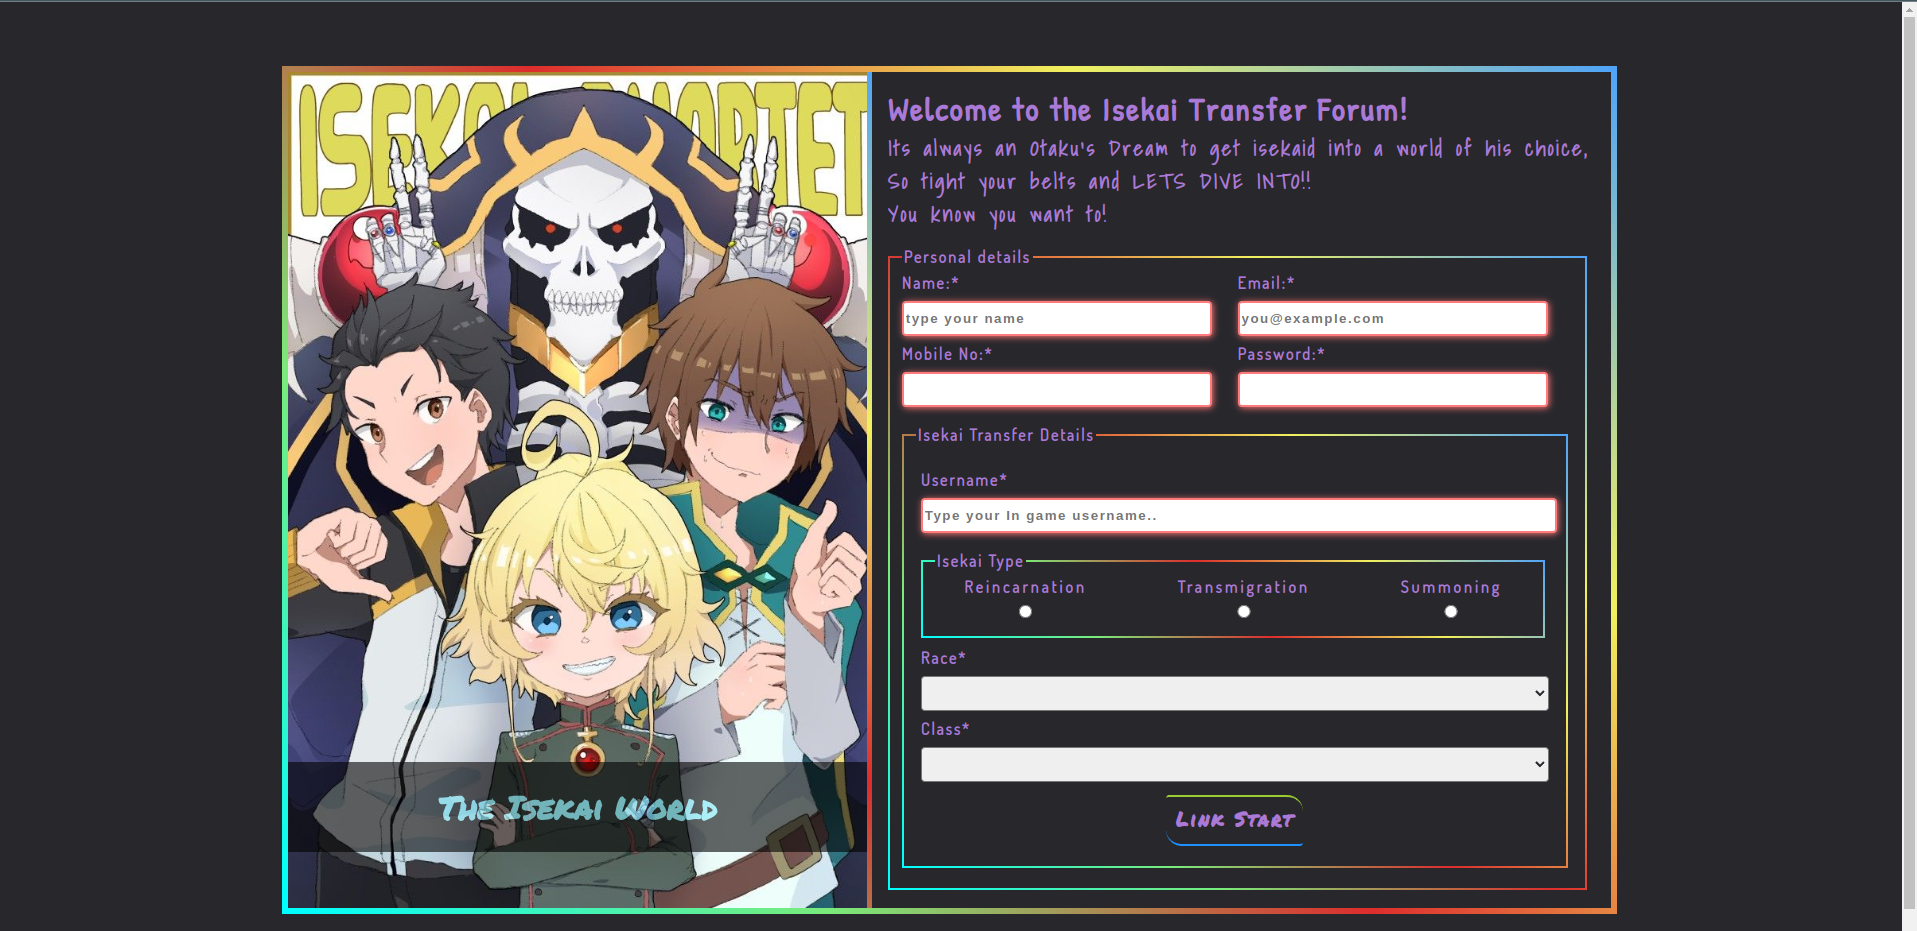 ISEKAI QUARTET
Welcome to the Isekai Transfer Forum!
Its always an Otaku's Dream to get isekaid into a world of his choice,
So tight your belts and LETS DIVE INTO!!
You know you want to!
Personal details
Name:* Email:*
type your name you@example.com
Mobile No:* Password:*
Isekai Transfer Details
Username*
Type your In game username..
Isekai Type
Reincarnation Transmigration Summoning
Race*
Class*
Link Start
The Isekai World